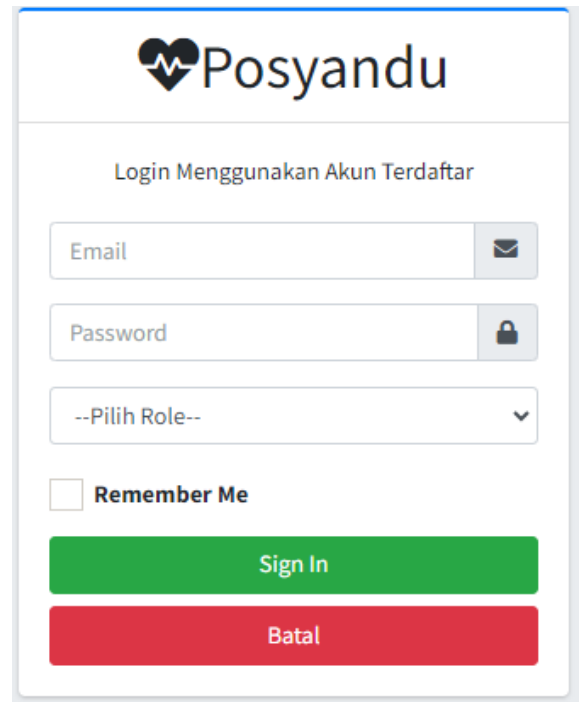 Posyandu
Login Menggunakan Akun Terdaftar
Email
Password
--Pilih Role--
Remember Me
Sign In
Batal